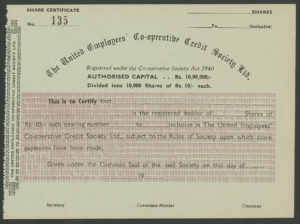 SHARE CERTIFICATE
No. 135
SHARES
To (inclusive)
The United Employees' Co-operative Credit Society Ltd.
Registered under the Co-operative Society Act 1940
AUTHORISED CAPITAL .. Rs. 10,00,000/-
Divided into 10,000 Shares of Rs. 10/- each.
This is to Certify that
is the registered holder of Shares
of Rs. 10/- each bearing number to inclusive in The United Employees'
Co-operative Credit Society Ltd., subject to the Rules of Society upon which share
payments have been made.
Given under the Common Seal of the said Society on this day of
19
Secretary Committee Member Chairman